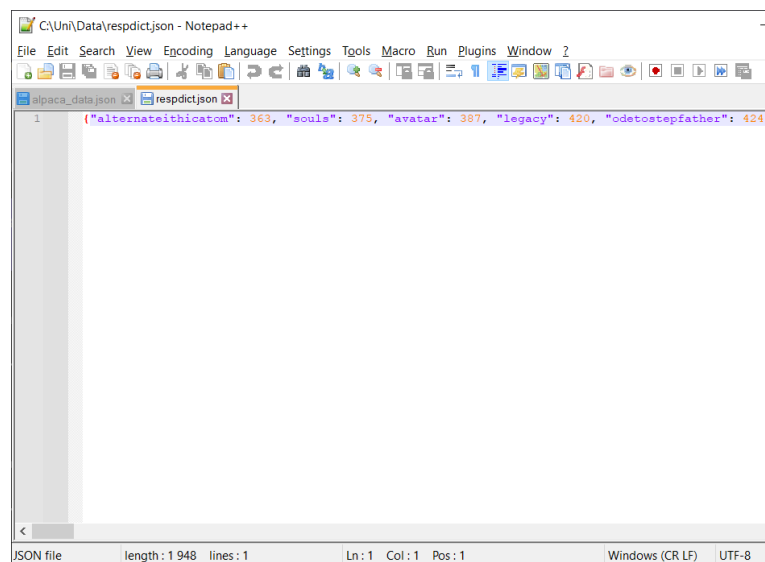 C:\Uni\Data\respdict.json - Notepad++
File Edit Search View Encoding Language Settings Tools Macro Run Plugins Window ?
alpaca_data.json respdict.json
1 {"alternateithicatom": 363, "souls": 375, "avatar": 387, "legacy": 420, "odetostepfather": 424
JSON file length : 1 948 lines : 1 Ln : 1 Col : 1 Pos : 1 Windows (CR LF) UTF-8